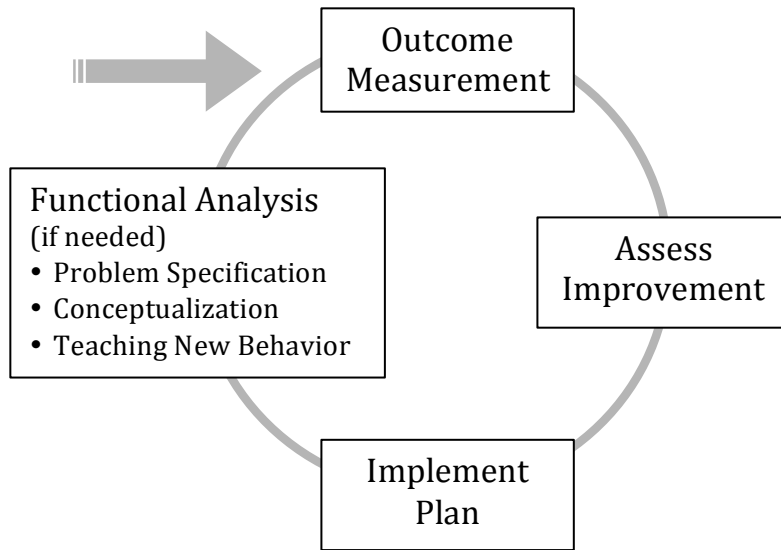 Outcome
Measurement
Functional Analysis
(if needed)
• Problem Specification
• Conceptualization
• Teaching New Behavior
Assess
Improvement
Implement
Plan